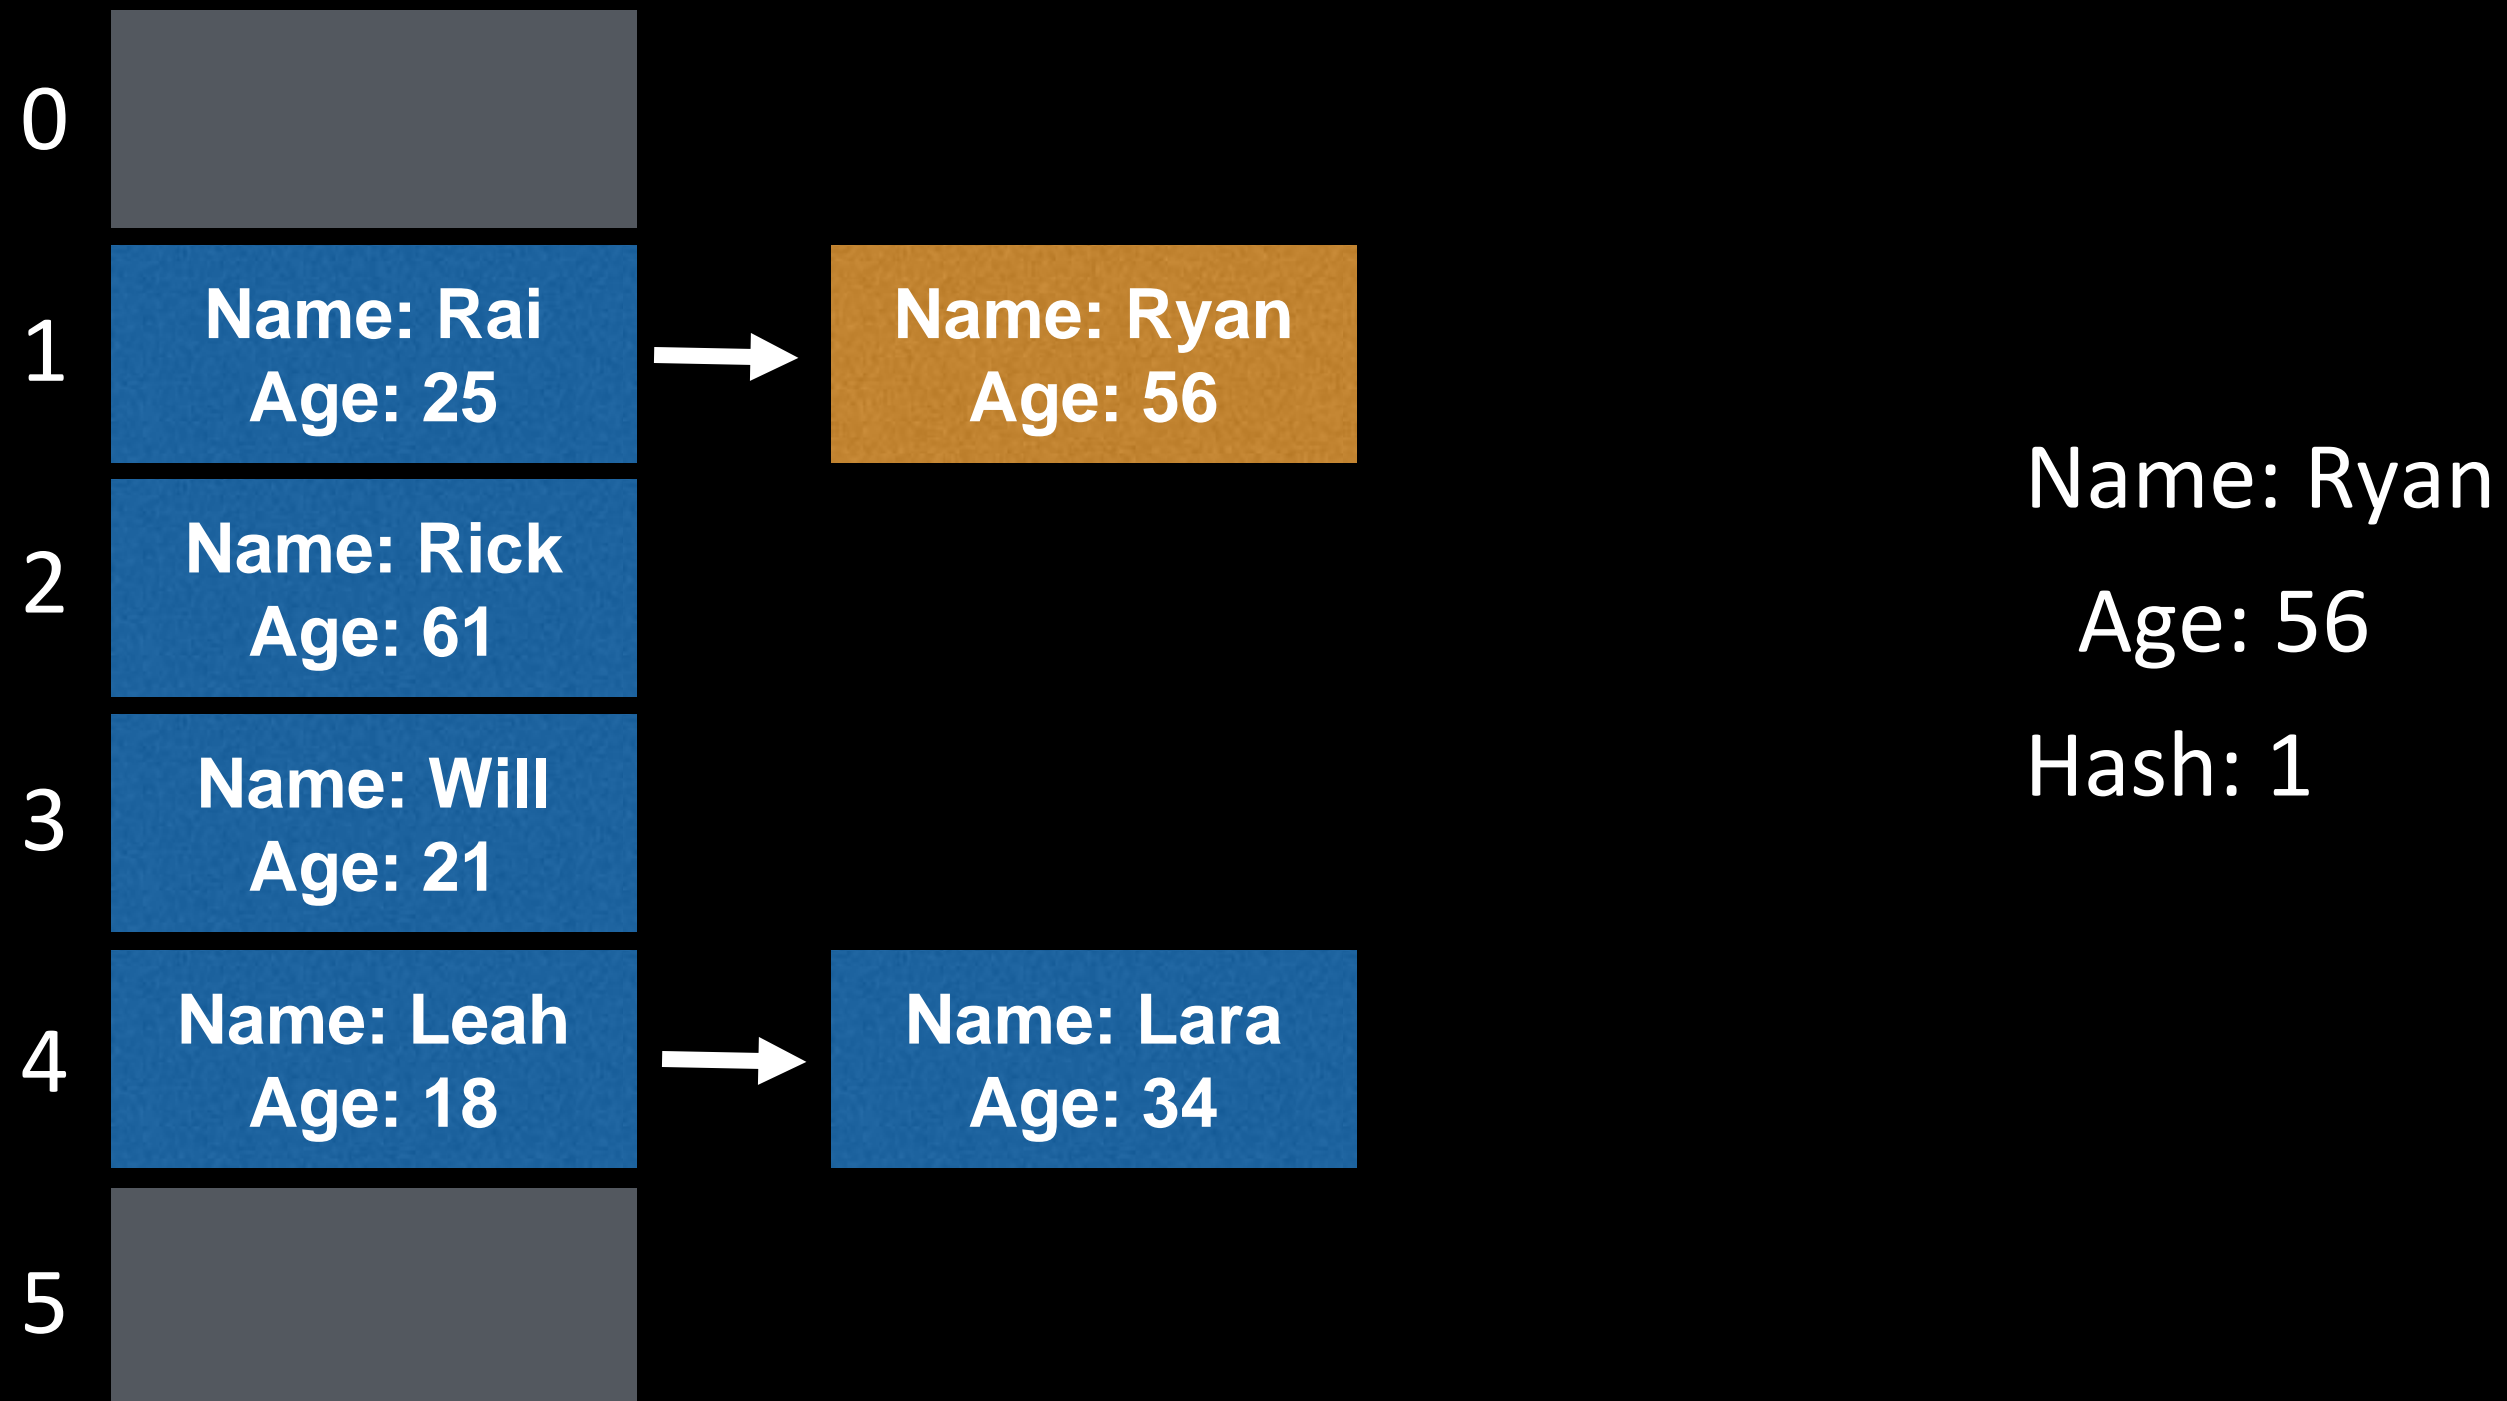 0
1
Name: Rai
Age: 25
Name: Ryan
Age: 56
2
Name: Rick
Age: 61
3
Name: Will
Age: 21
4
Name: Leah
Age: 18
Name: Lara
Age: 34
5
Name: Ryan
Age: 56
Hash: 1